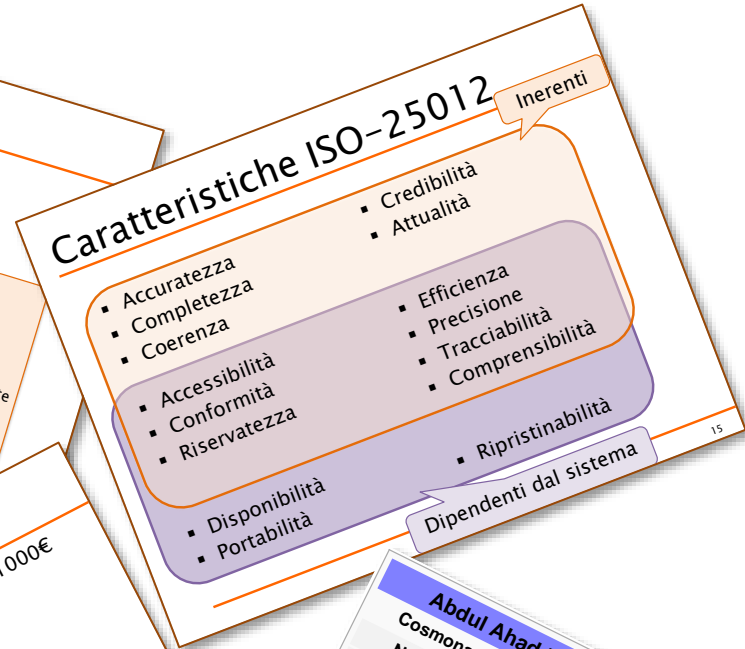 Caratteristiche ISO-25012
Inerenti
▪ Accuratezza
▪ Completezza
▪ Coerenza
▪ Credibilità
▪ Attualità
▪ Accessibilità
▪ Conformità
▪ Riservatezza
▪ Efficienza
▪ Precisione
▪ Tracciabilità
▪ Comprensibilità
▪ Disponibilità
▪ Portabilità
▪ Ripristinabilità
Dipendenti dal sistema
15
1000€
Abdul Ahad